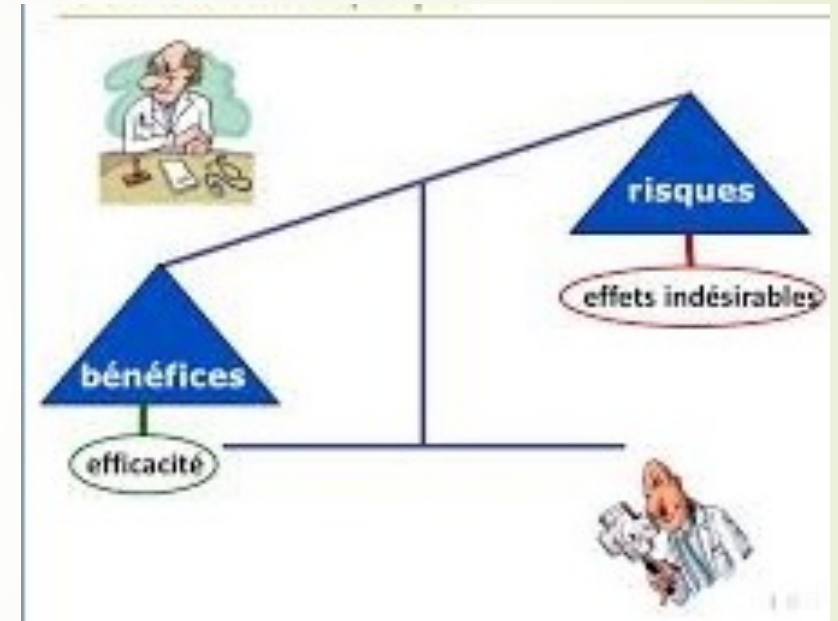 risques
effets indésirables
bénéfices
efficacité